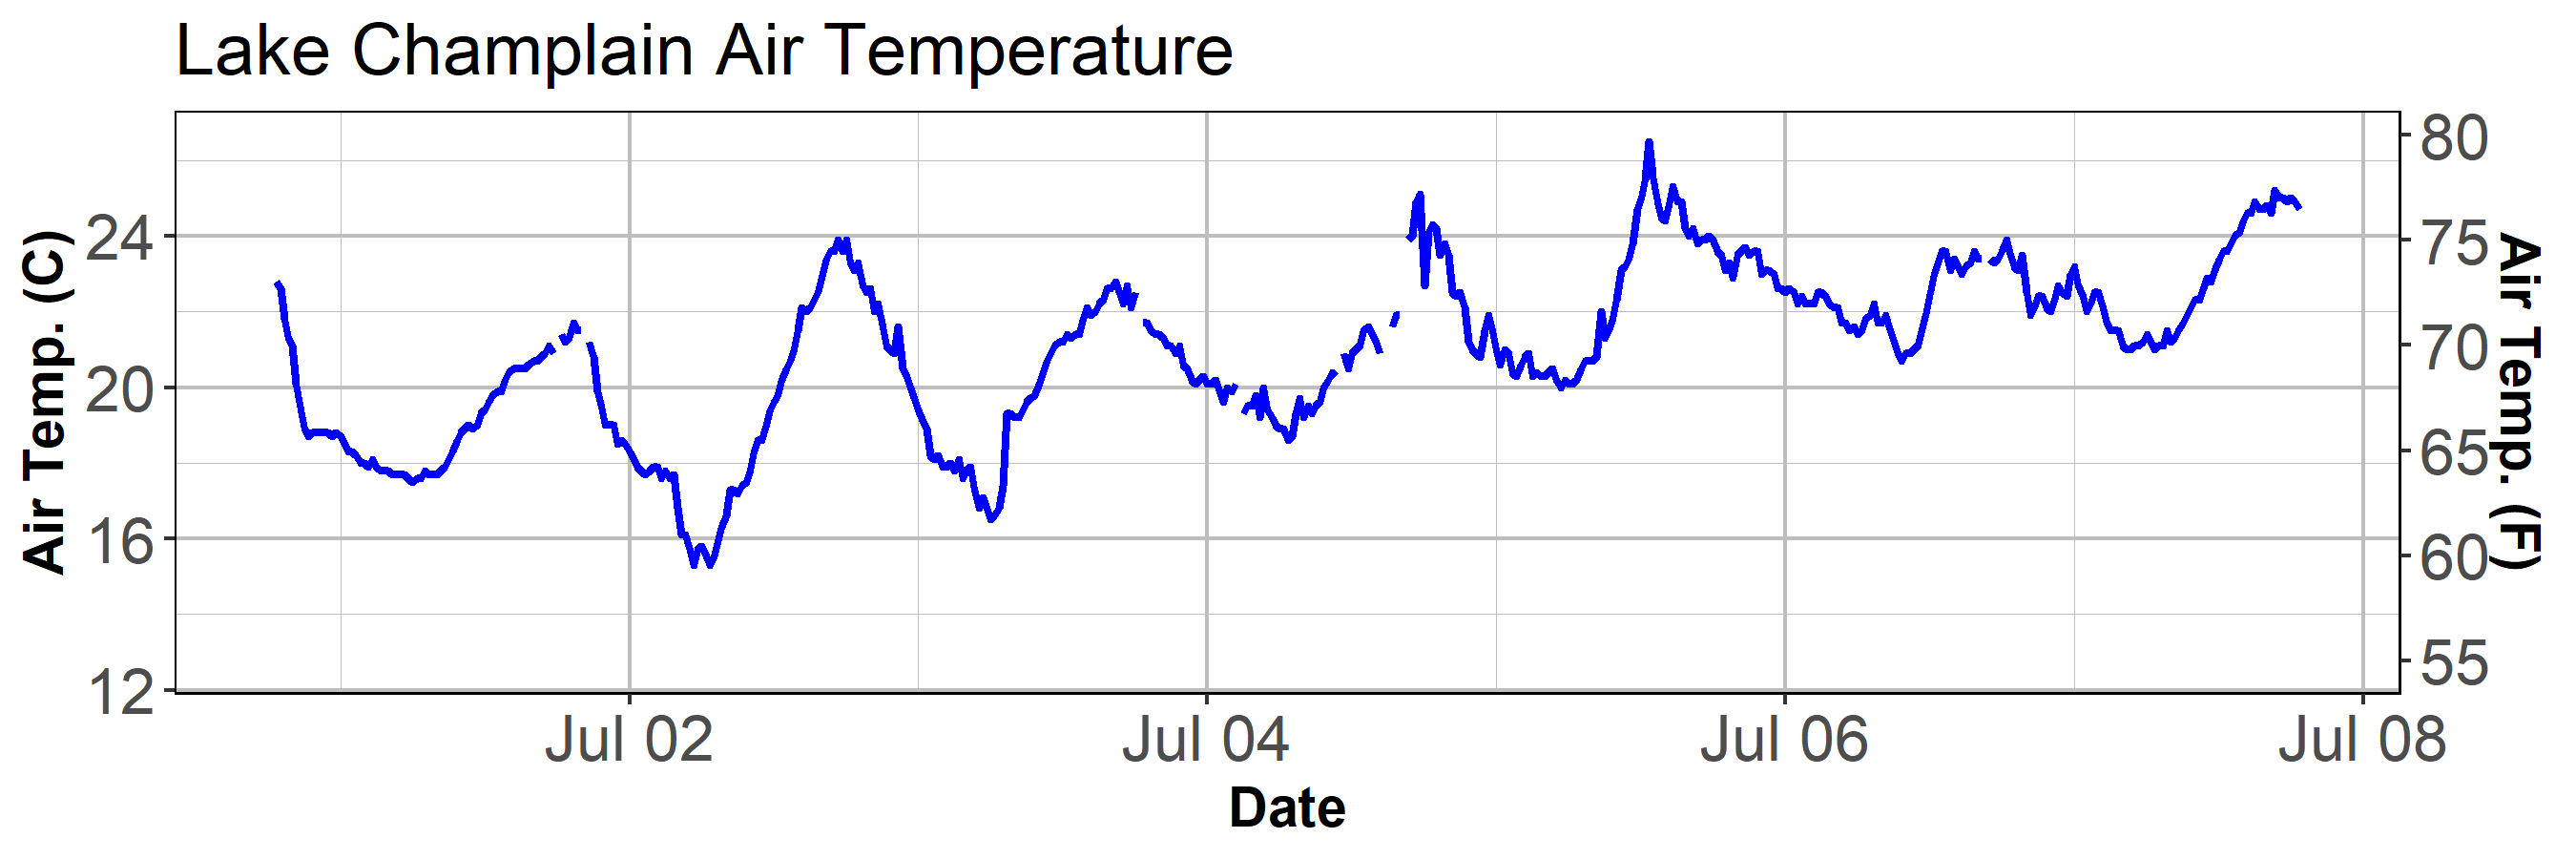 Lake Champlain Air Temperature
Air Temp. (C)
24
20
16
12
80
75
70
65
60
55
Air Temp. (F)
Jul 02 Jul 04 Jul 06 Jul 08
Date